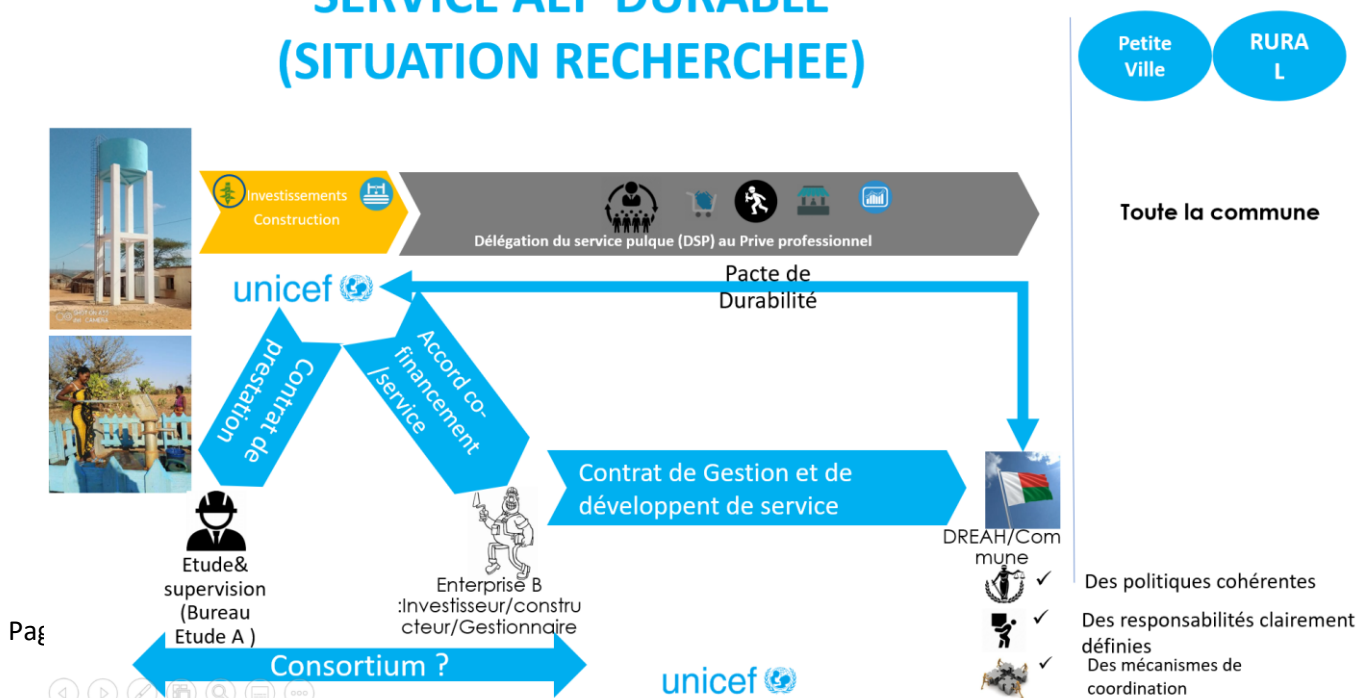 SERVICE AEP DURABLE
(SITUATION RECHERCHEE)
Petite
Ville
RURA
L
Investissements
Construction
Délégation du service pulque (DSP) au Prive professionnel
Toute la commune
unicef
Pacte de
Durabilité
Contrat de
prestation
Accord co-
financement
/service
Contrat de Gestion et de
développent de service
DREAH/Com
mune
Etude&
supervision
(Bureau
Etude A )
Enterprise B
:Investisseur/constru
cteur/Gestionnaire
✓ Des politiques cohérentes
✓ Des responsabilités clairement
définies
✓ Des mécanismes de
coordination
Consortium ?
unicef